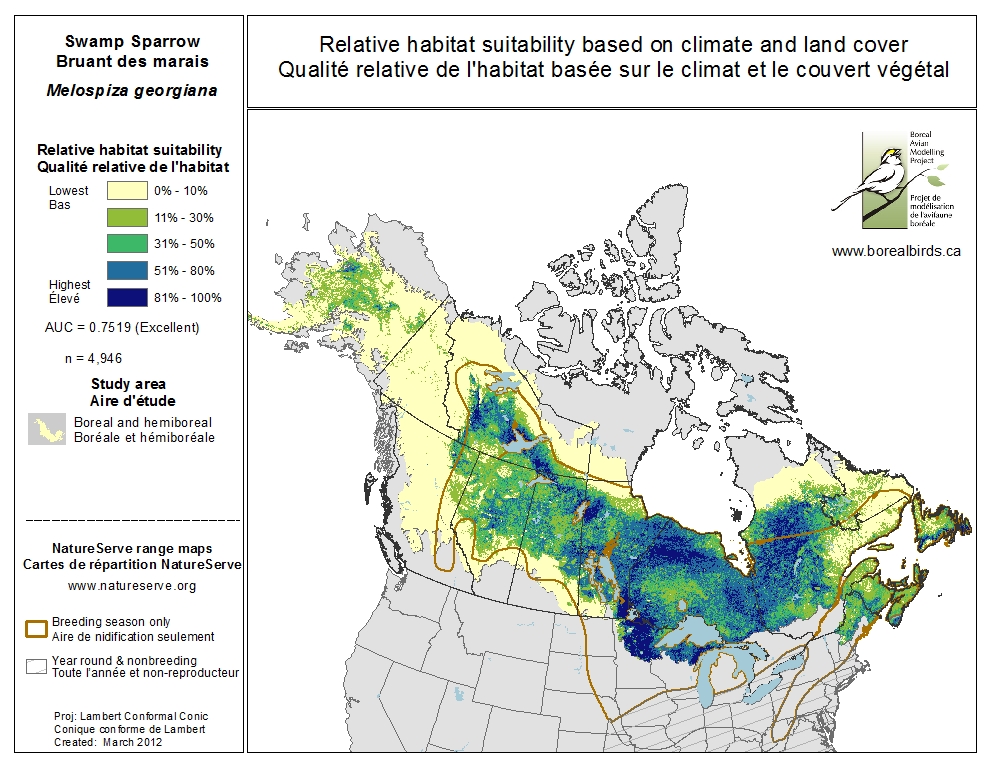 Swamp Sparrow
Bruant des marais
Melospiza georgiana
Relative habitat suitability
Qualité relative de l'habitat
Lowest
Bas
0% - 10%
11% - 30%
31% - 50%
51% - 80%
Highest
Élevé
81% - 100%
AUC = 0.7519 (Excellent)
n = 4,946
Study area
Aire d'étude
Boreal and hemiboreal
Boréale et hémiboréale
NatureServe range maps
Cartes de répartition NatureServe
www.natureserve.org
Breeding season only
Aire de nidification seulement
Year round & nonbreeding
Toute l'année et non-reproducteur
Proj: Lambert Conformal Conic
Conique conforme de Lambert
Created: March 2012
Relative habitat suitability based on climate and land cover
Qualité relative de l'habitat basée sur le climat et le couvert végétal
Boreal
Avian
Modelling
Project
Projet de
modélisation
de l'avifaune
boréale
www.borealbirds.ca